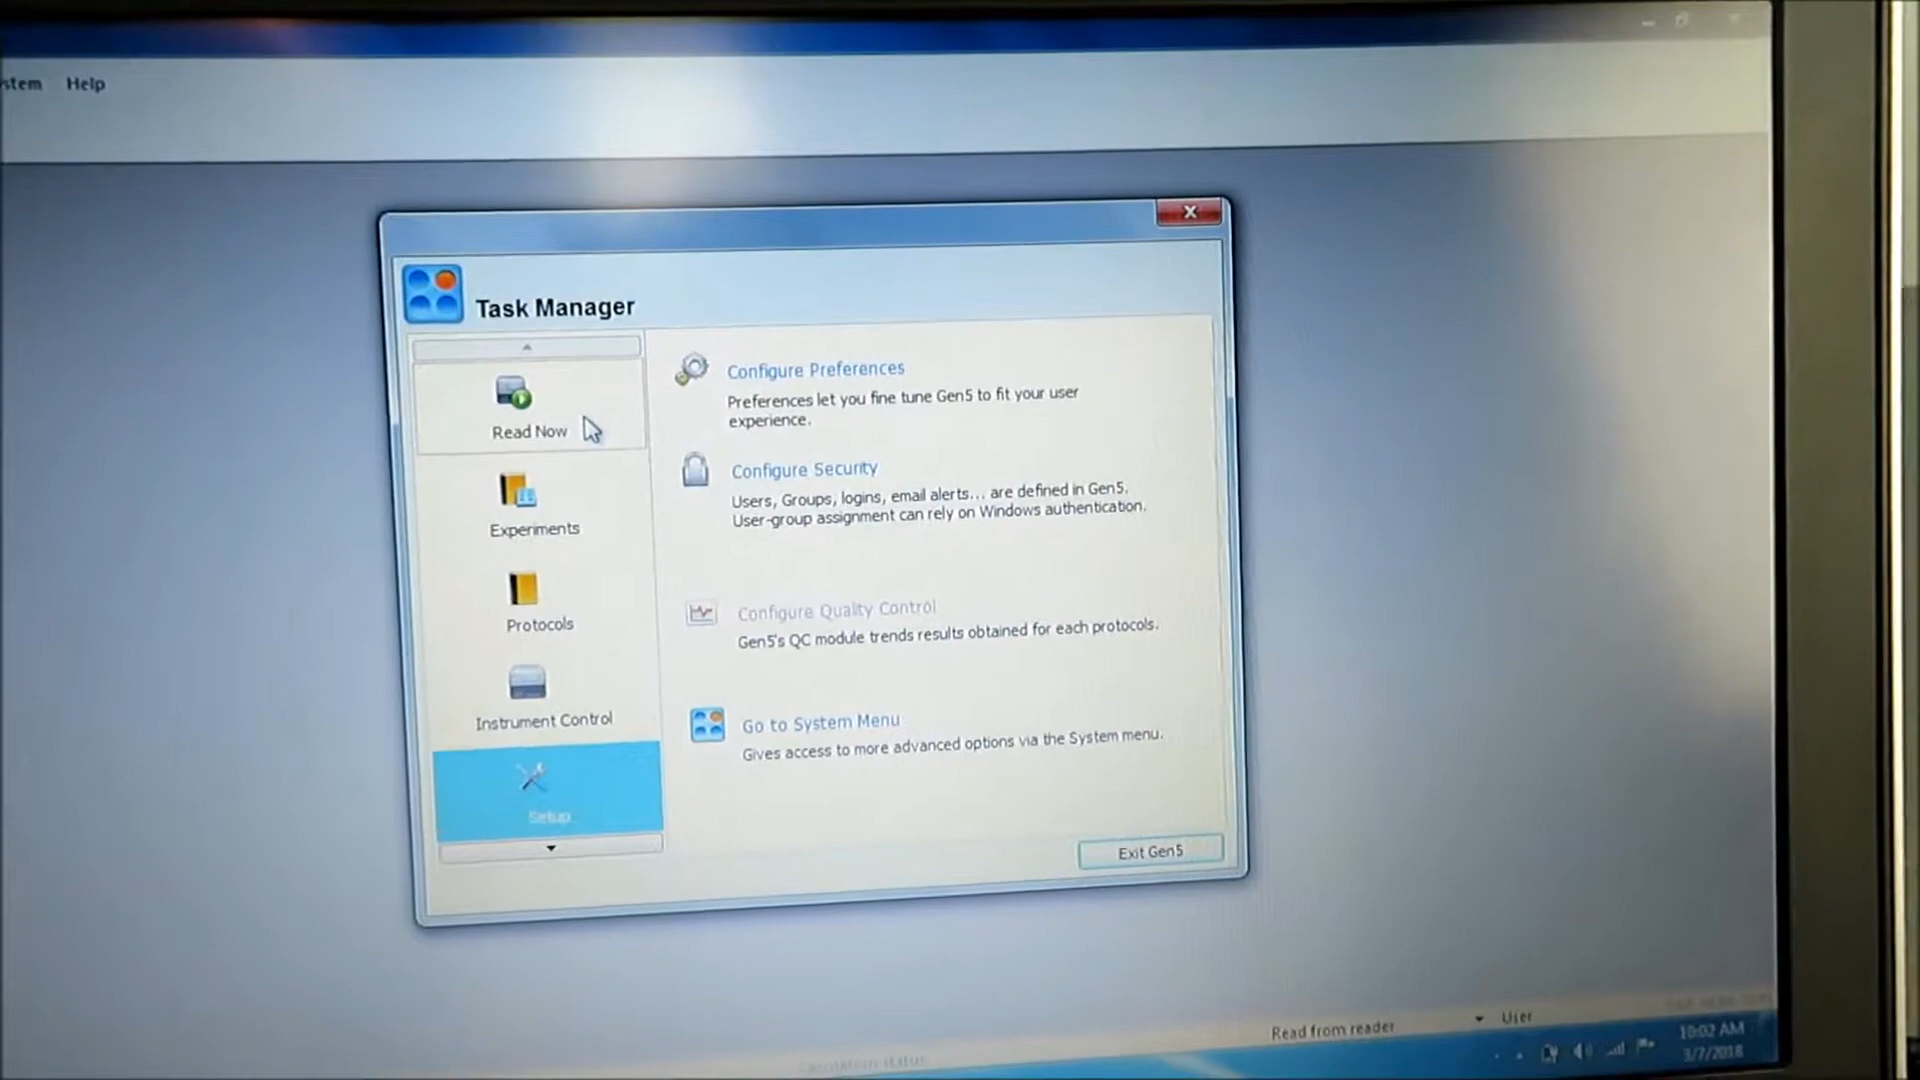 stem Help
Task Manager
Read Now
Experiments
Protocols
Instrument Control
Setup
Configure Preferences
Preferences let you fine tune Gen5 to fit your user
experience.
Configure Security
Users, Groups, logins, email alerts... are defined in Gen5.
User-group assignment can rely on Windows authentication.
Configure Quality Control
Gen5's QC module trends results obtained for each protocols.
Go to System Menu
Gives access to more advanced options via the System menu.
Exit Gen5
Read from reader
User
10:02 AM
3/7/2018